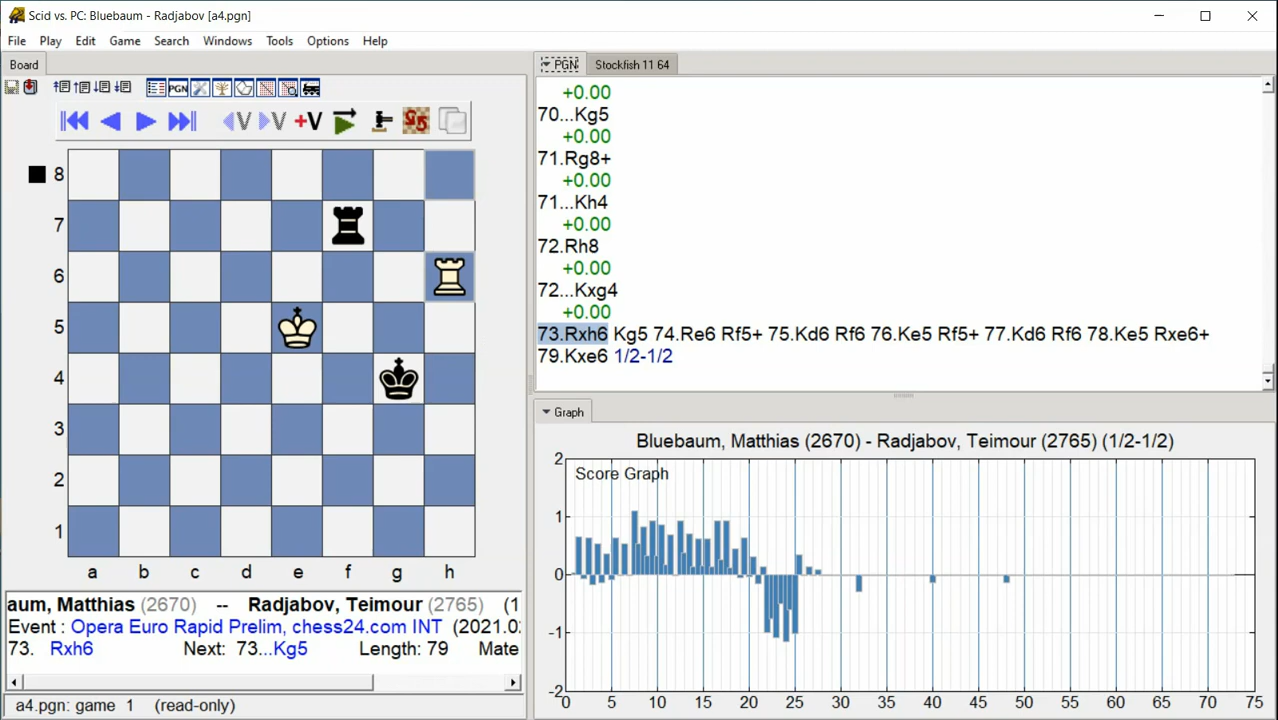 Scid vs. PC: Bluebaum - Radjabov [a4.pgn]
File Play Edit Game Search Windows Tools Options Help
Board
PGN
V V +V
8
7
6
5
4
3
2
1
a b c d e f g h
aum, Matthias (2670) -- Radjabov, Teimour (2765) (1
Event : Opera Euro Rapid Prelim, chess24.com INT (2021.02
73. Rxh6 Next: 73...Kg5 Length: 79 Mate
a4.pgn: game 1 (read-only)
PGN Stockfish 11 64
+0.00
70...Kg5
+0.00
71.Rg8+
+0.00
71...Kh4
+0.00
72.Rh8
+0.00
72...Kxg4
+0.00
73.Rxh6 Kg5 74.Re6 Rf5+ 75.Kd6 Rf6 76.Ke5 Rf5+ 77.Kd6 Rf6 78.Ke5 Rxe6+
79.Kxe6 1/2-1/2
Graph
Bluebaum, Matthias (2670) - Radjabov, Teimour (2765) (1/2-1/2)
Score Graph
2
1
0
-1
-2
0 5 10 15 20 25 30 35 40 45 50 55 60 65 70 75